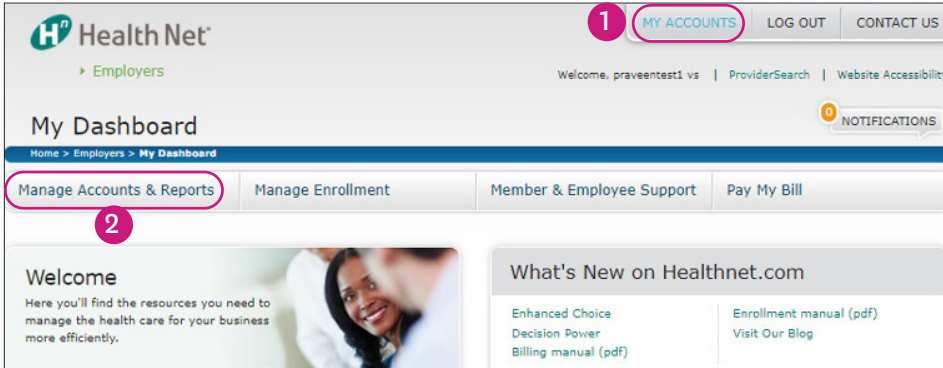 1
MY ACCOUNTS
LOG OUT
CONTACT US
Hn Health Net
Employers
Welcome, praveentest1 vs | ProviderSearch | Website Accessibility
My Dashboard
0
NOTIFICATIONS
Home > Employers > My Dashboard
Manage Accounts & Reports
Manage Enrollment
Member & Employee Support
Pay My Bill
2
Welcome
Here you'll find the resources you need to
manage the health care for your business
more efficiently.
What's New on Healthnet.com
Enhanced Choice
Decision Power
Billing manual (pdf)
Enrollment manual (pdf)
Visit Our Blog